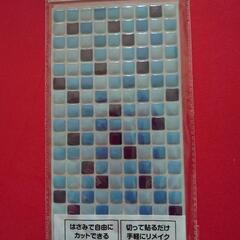 はさみで自由に
カットできる
切って貼るだけ
手軽にリメイク